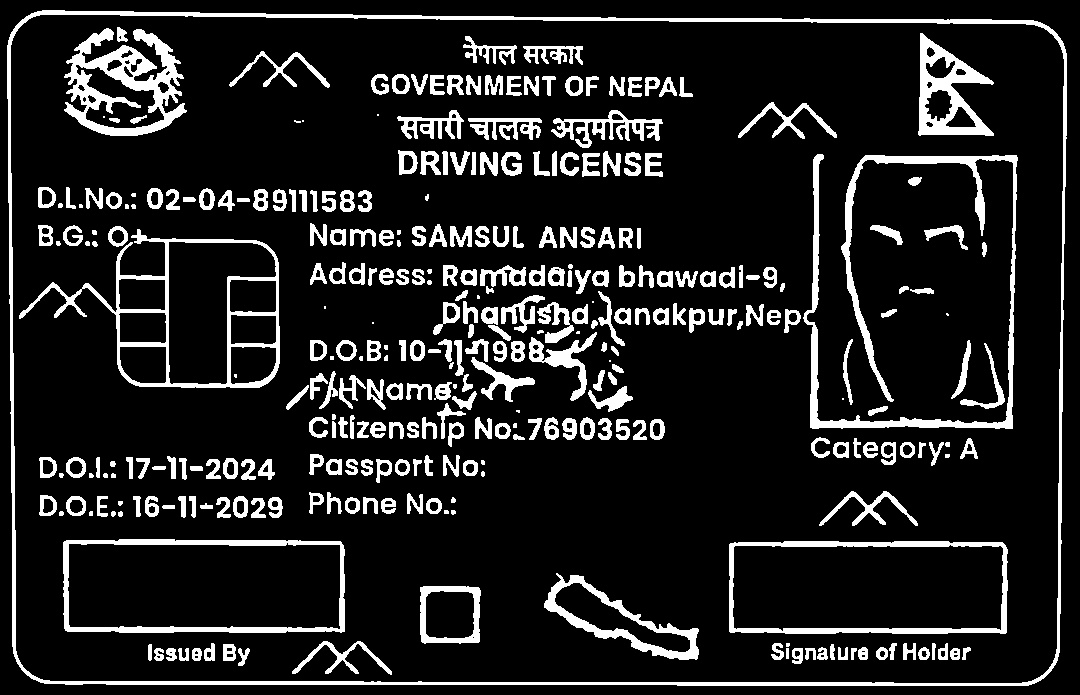 नेपाल सरकार
GOVERNMENT OF NEPAL
सवारी चालक अनुमतिपत्र
DRIVING LICENSE
D.L.No.: 02-04-89111583
B.G.: O+
Name: SAMSUL ANSARI
Address: Ramadaiya bhawadi-9,
Dhanusha,Janakpur,Nepa
D.O.B: 10-11-1988
F/H Name:
Citizenship No:.76903520
Category: A
D.O.I.: 17-11-2024
Passport No:
D.O.E.: 16-11-2029
Phone No.:
Issued By
Signature of Holder